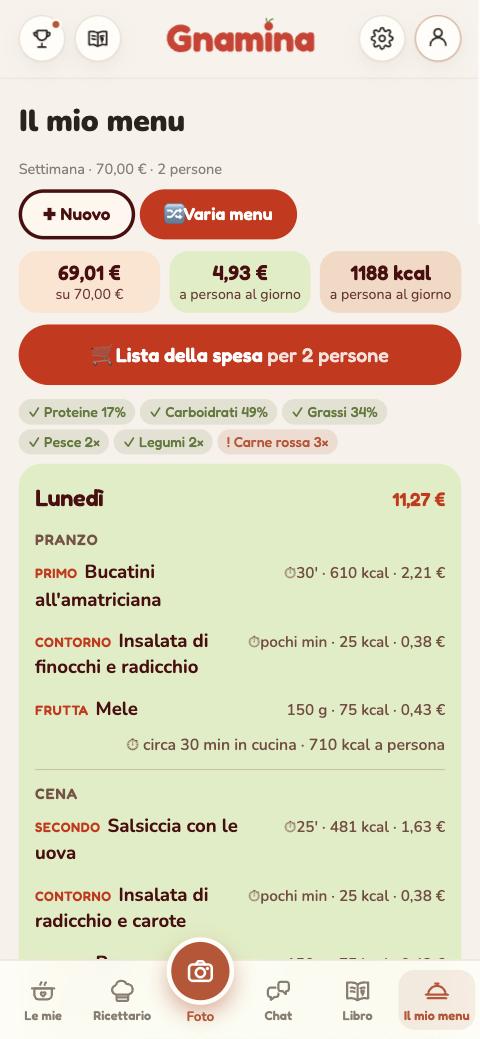 Gnamina
Il mio menu
Settimana · 70,00 € · 2 persone
+ Nuovo
Varia menu
69,01 €
su 70,00 €
4,93 €
a persona al giorno
1188 kcal
a persona al giorno
Lista della spesa per 2 persone
✓ Proteine 17%
✓ Carboidrati 49%
✓ Grassi 34%
✓ Pesce 2×
✓ Legumi 2×
! Carne rossa 3×
Lunedì
11,27 €
PRANZO
PRIMO Bucatini
all'amatriciana
⏱30' · 610 kcal · 2,21 €
CONTORNO Insalata di
finocchi e radicchio
⏱pochi min · 25 kcal · 0,38 €
FRUTTA Mele
150 g · 75 kcal · 0,43 €
⏱ circa 30 min in cucina · 710 kcal a persona
CENA
SECONDO Salsiccia con le
uova
⏱25' · 481 kcal · 1,63 €
CONTORNO Insalata di
radicchio e carote
⏱pochi min · 25 kcal · 0,38 €
Le mie
Ricettario
Foto
Chat
Libro
Il mio menu